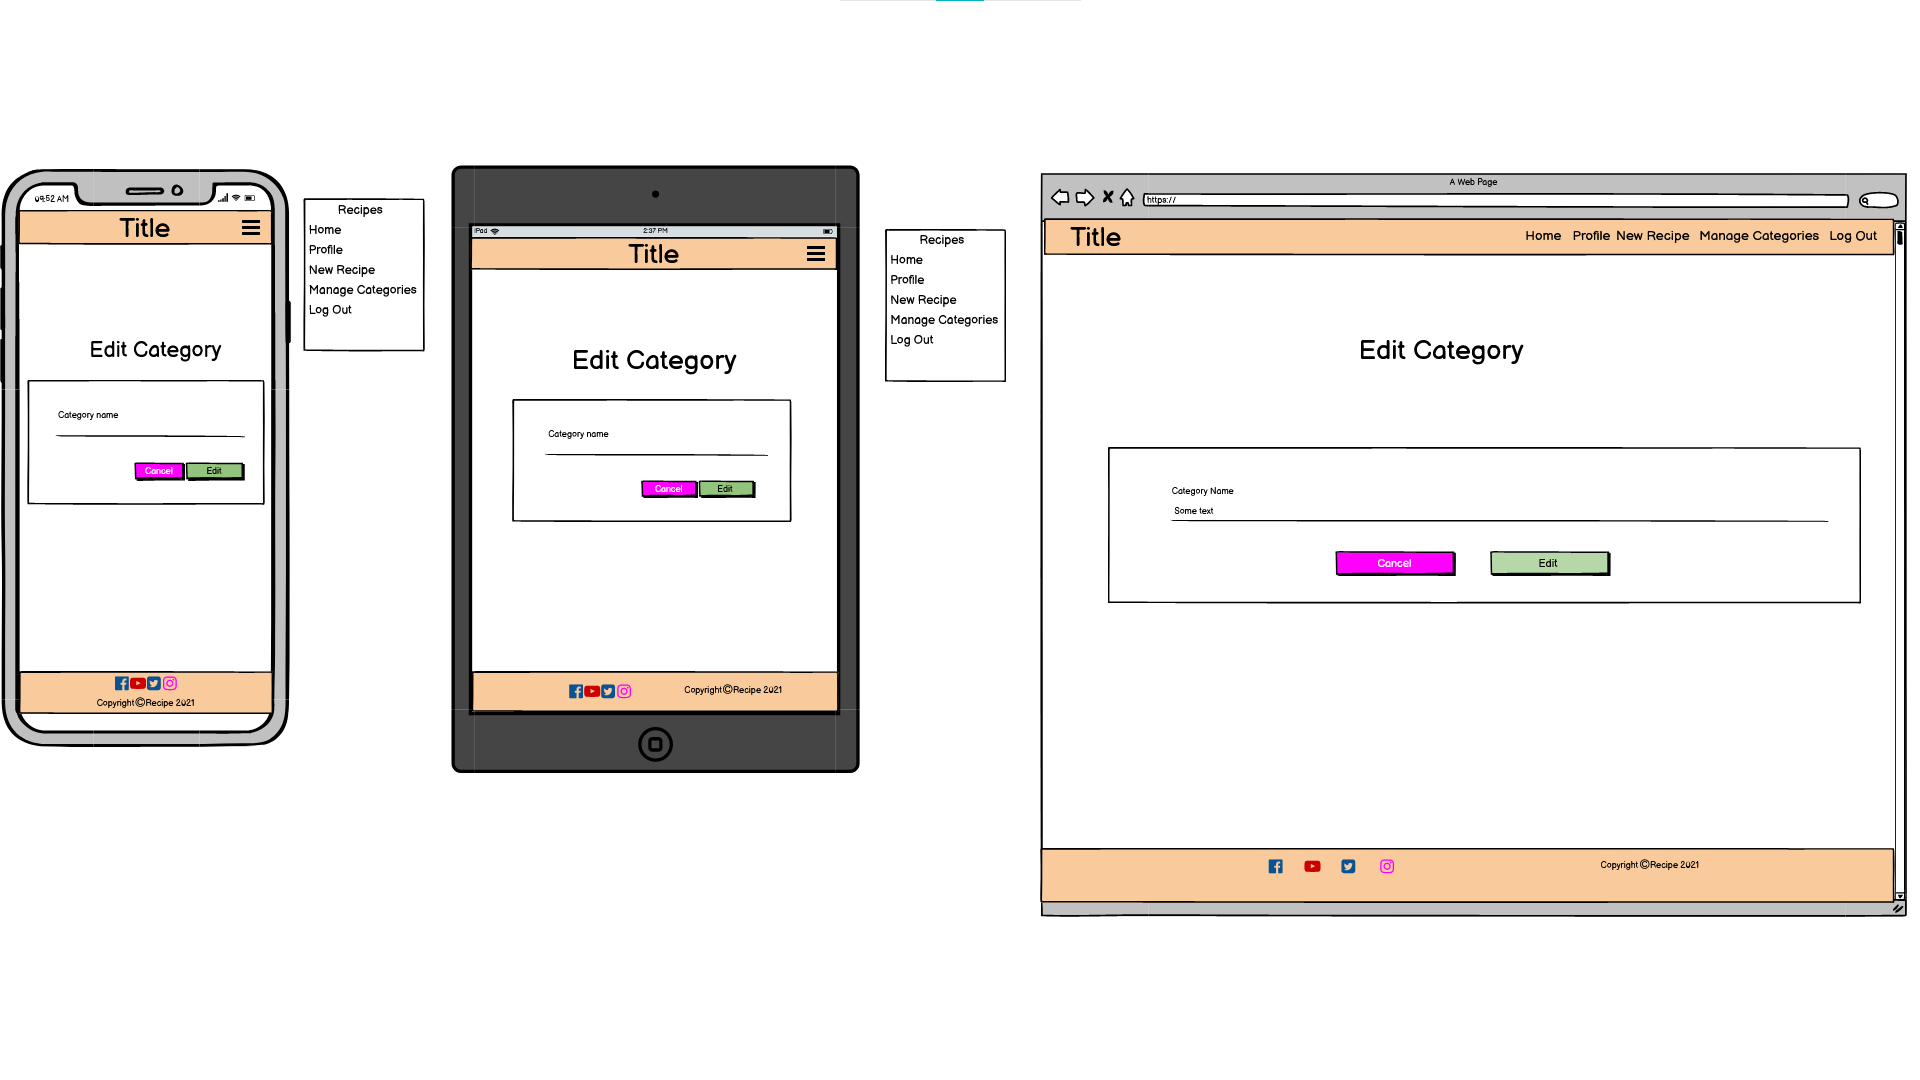 09:52 AM
Title
Edit Category
Category name
Cancel Edit
Copyright©Recipe 2021
Recipes
Home
Profile
New Recipe
Manage Categories
Log Out
iPad 2:37 PM
Title
Edit Category
Category name
Cancel Edit
Copyright©Recipe 2021
Recipes
Home
Profile
New Recipe
Manage Categories
Log Out
A Web Page
https://
Title Home Profile New Recipe Manage Categories Log Out
Edit Category
Category Name
Some text
Cancel Edit
Copyright©Recipe 2021